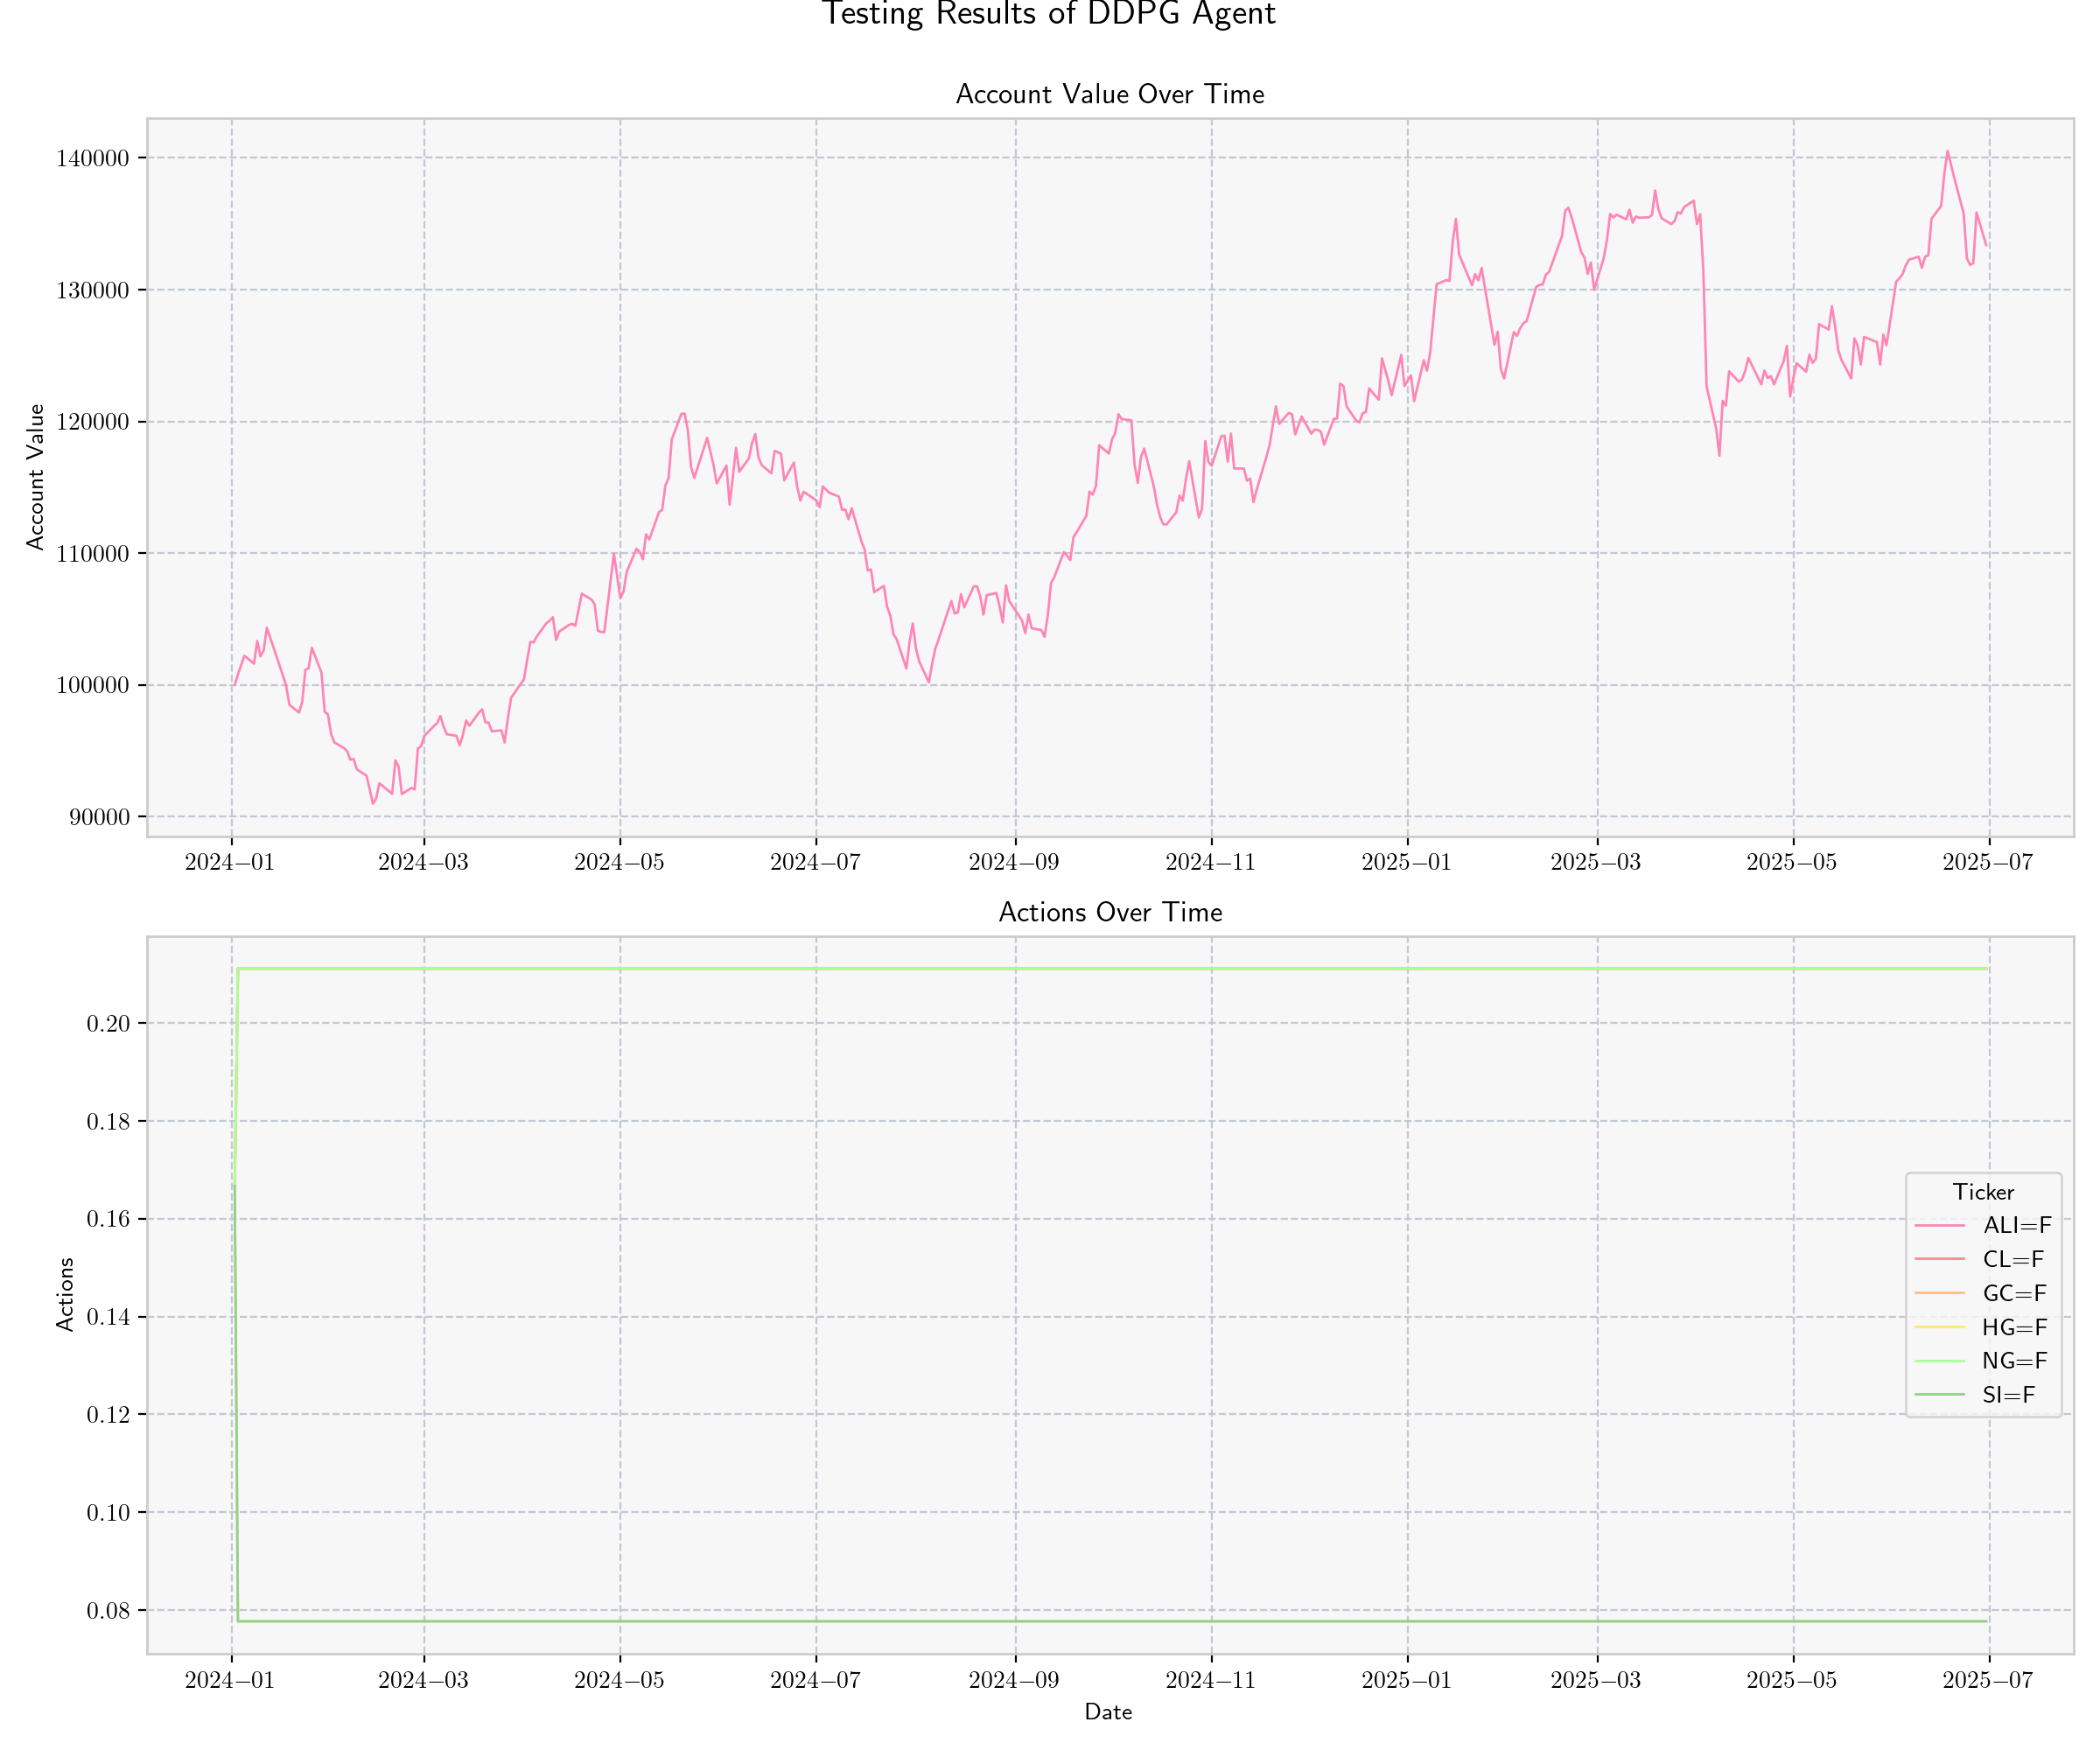 Testing Results of DDPG Agent
Account Value Over Time
Account Value
140000
130000
120000
110000
100000
90000
2024−01 2024−03 2024−05 2024−07 2024−09 2024−11 2025−01 2025−03 2025−05 2025−07
Actions Over Time
Actions
0.20
0.18
0.16
0.14
0.12
0.10
0.08
Ticker
ALI=F
CL=F
GC=F
HG=F
NG=F
SI=F
2024−01 2024−03 2024−05 2024−07 2024−09 2024−11 2025−01 2025−03 2025−05 2025−07
Date